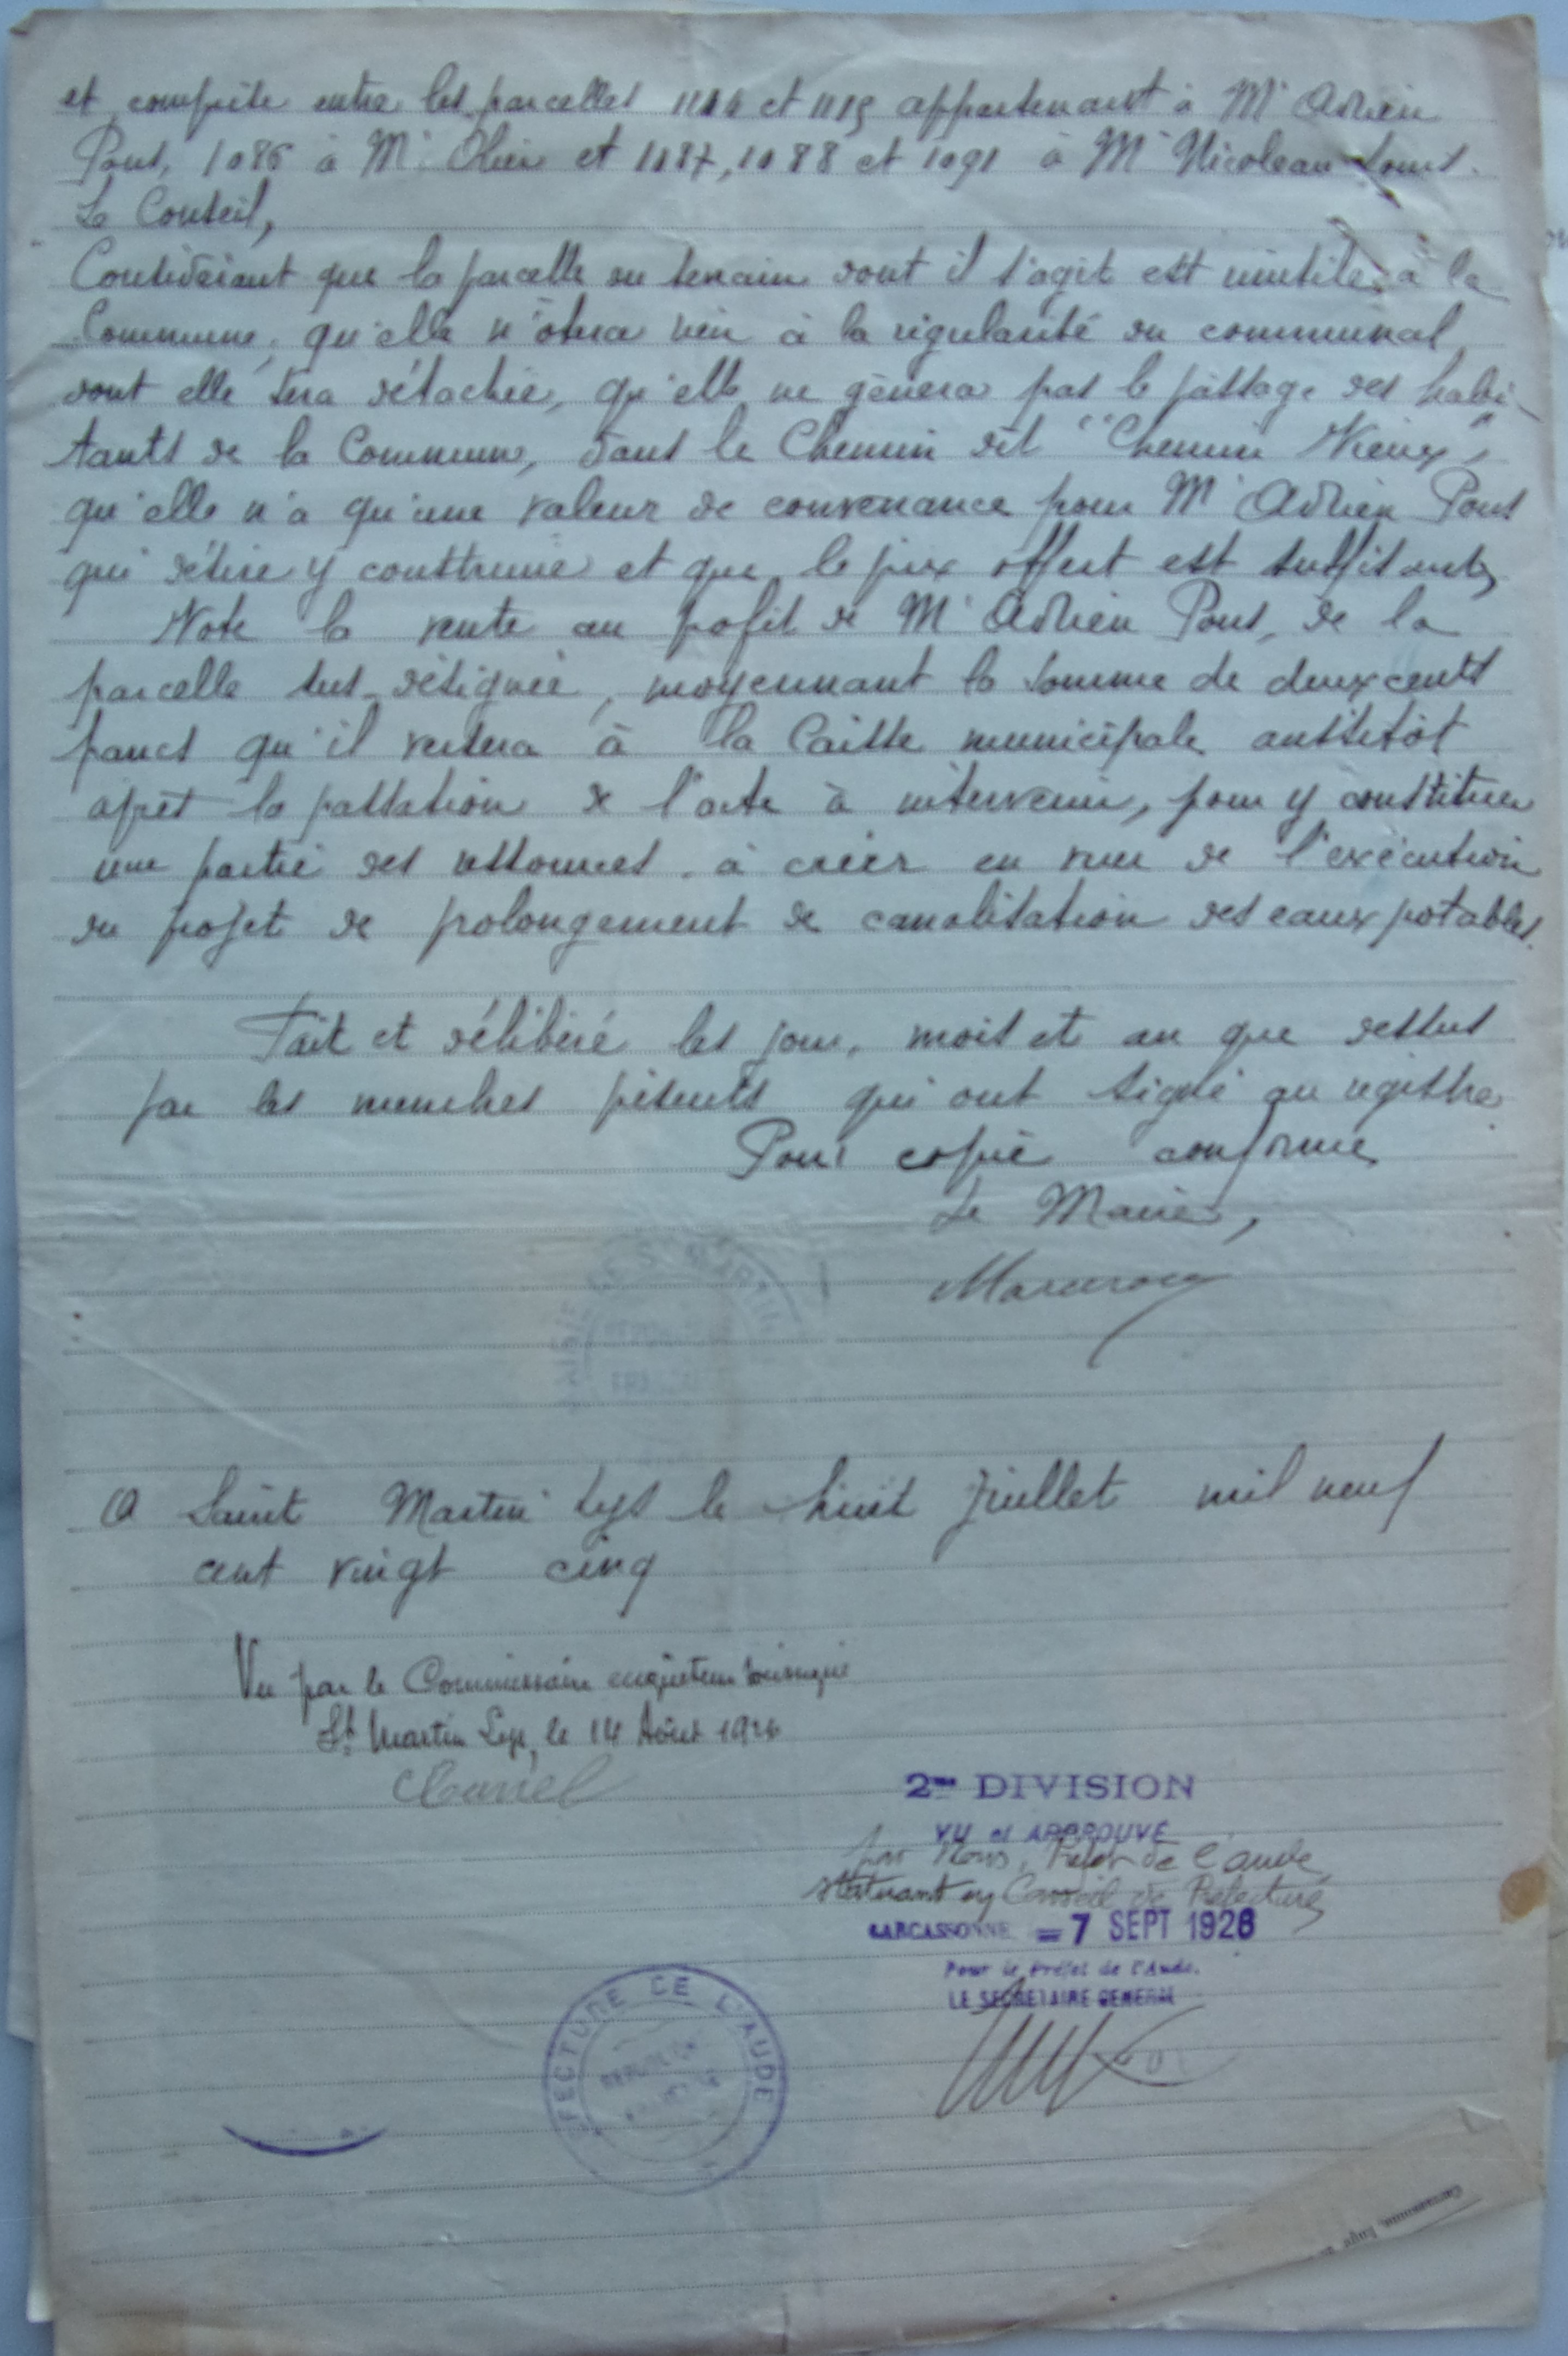 et comprise entre les parcelles 1114 et 1115 appartenant à Mr Adrien
Pons, 1086 à Mr Olier et 1087, 1088 et 1091 à Mr Nicoleau Louis.
Le Conseil,
Considérant que la parcelle de terrain dont il s'agit est inutile à la
Commune, qu'elle n'ôtera rien à la régularité du communal
dont elle sera détachée, qu'elle ne gênera pas le passage des habi-
tants de la Commune, dans le Chemin dit "Chemin Vieux",
qu'elle n'a qu'une valeur de convenance pour Mr Adrien Pons
qui désire y construire et que le prix offert est suffisant,
Vote la vente au profit de Mr Adrien Pons, de la
parcelle sus-désignée, moyennant la somme de deux cents
francs qu'il versera à la Caisse municipale aussitôt
après la passation de l'acte à intervenir, pour y constituer
une partie des ressources à créer en vue de l'exécution
du projet de prolongement de canalisation des eaux potables.
Fait et délibéré les jour, mois et an que dessus
par les membres présents qui ont signé au registre
Pour copie conforme
Le Maire,
MAIRIE DE St MARTIN
A Saint Martin Lys le huit juillet mil neuf
cent vingt cinq
Vu par le Commissaire enquêteur soussigné
St Martin Lys, le 14 Août 1926
2me DIVISION
VU et APPROUVÉ
par Nous, Préfet de l'Aude,
statuant en Conseil de Préfecture
CARCASSONNE = 7 SEPT 1926
Pour le Préfet de l'Aude.
LE SECRÉTAIRE GÉNÉRAL
FECTURE DE L'AUDE